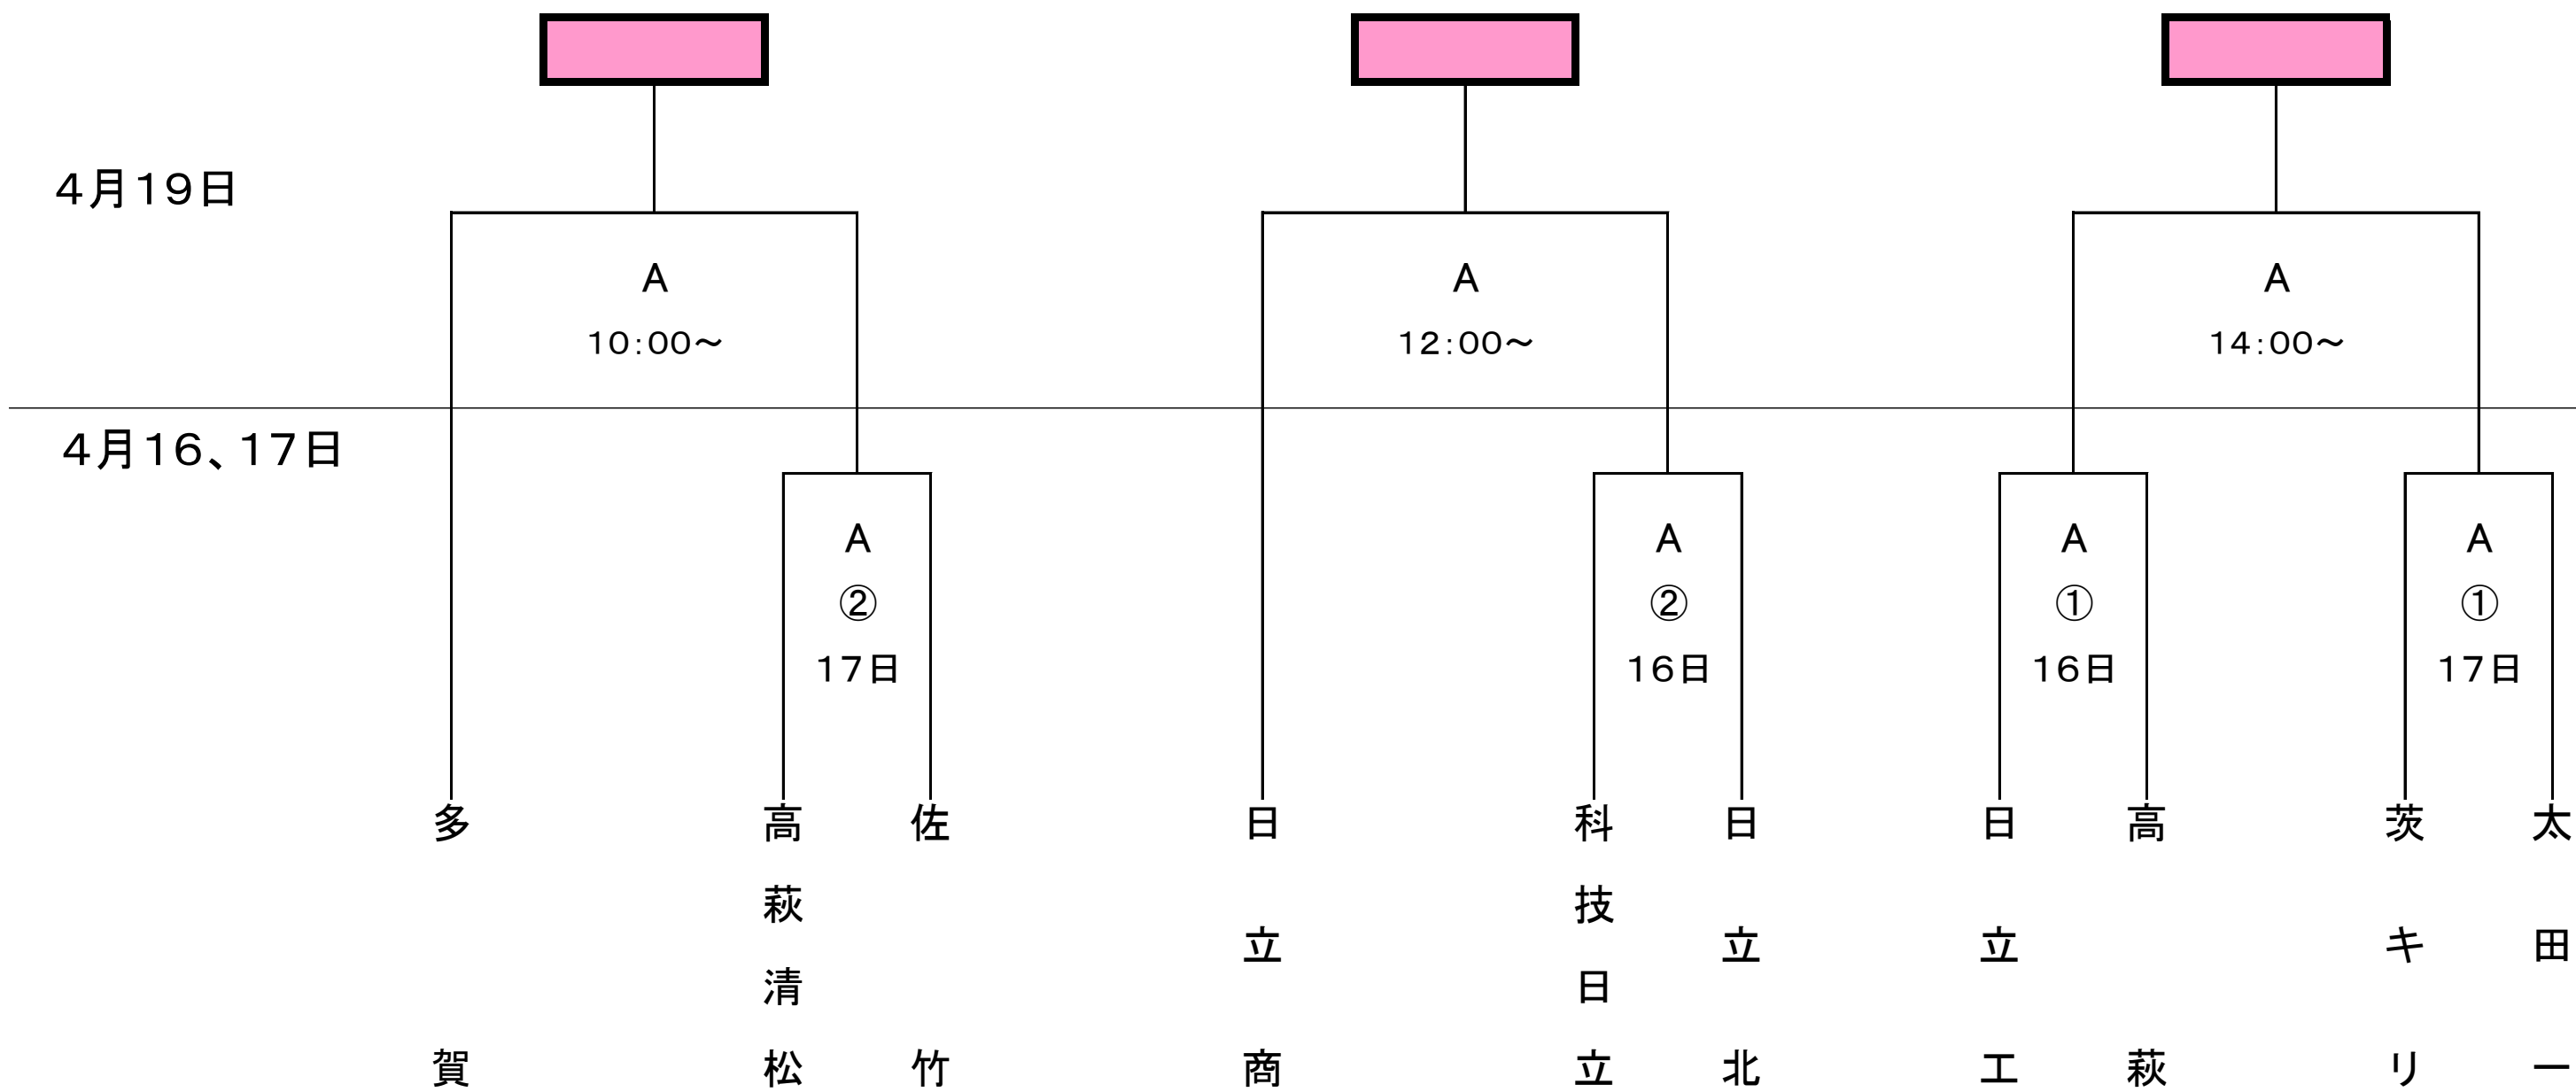 4月19日
A
A
A
10:00~
12:00~
14:00~
4月16、17日
A
A
A
A
②
②
①
①
17日
16日
16日
17日
多賀
高萩清松
佐竹
日立商
科技日立
日立北
日立工
高萩
茨キリ
太田一